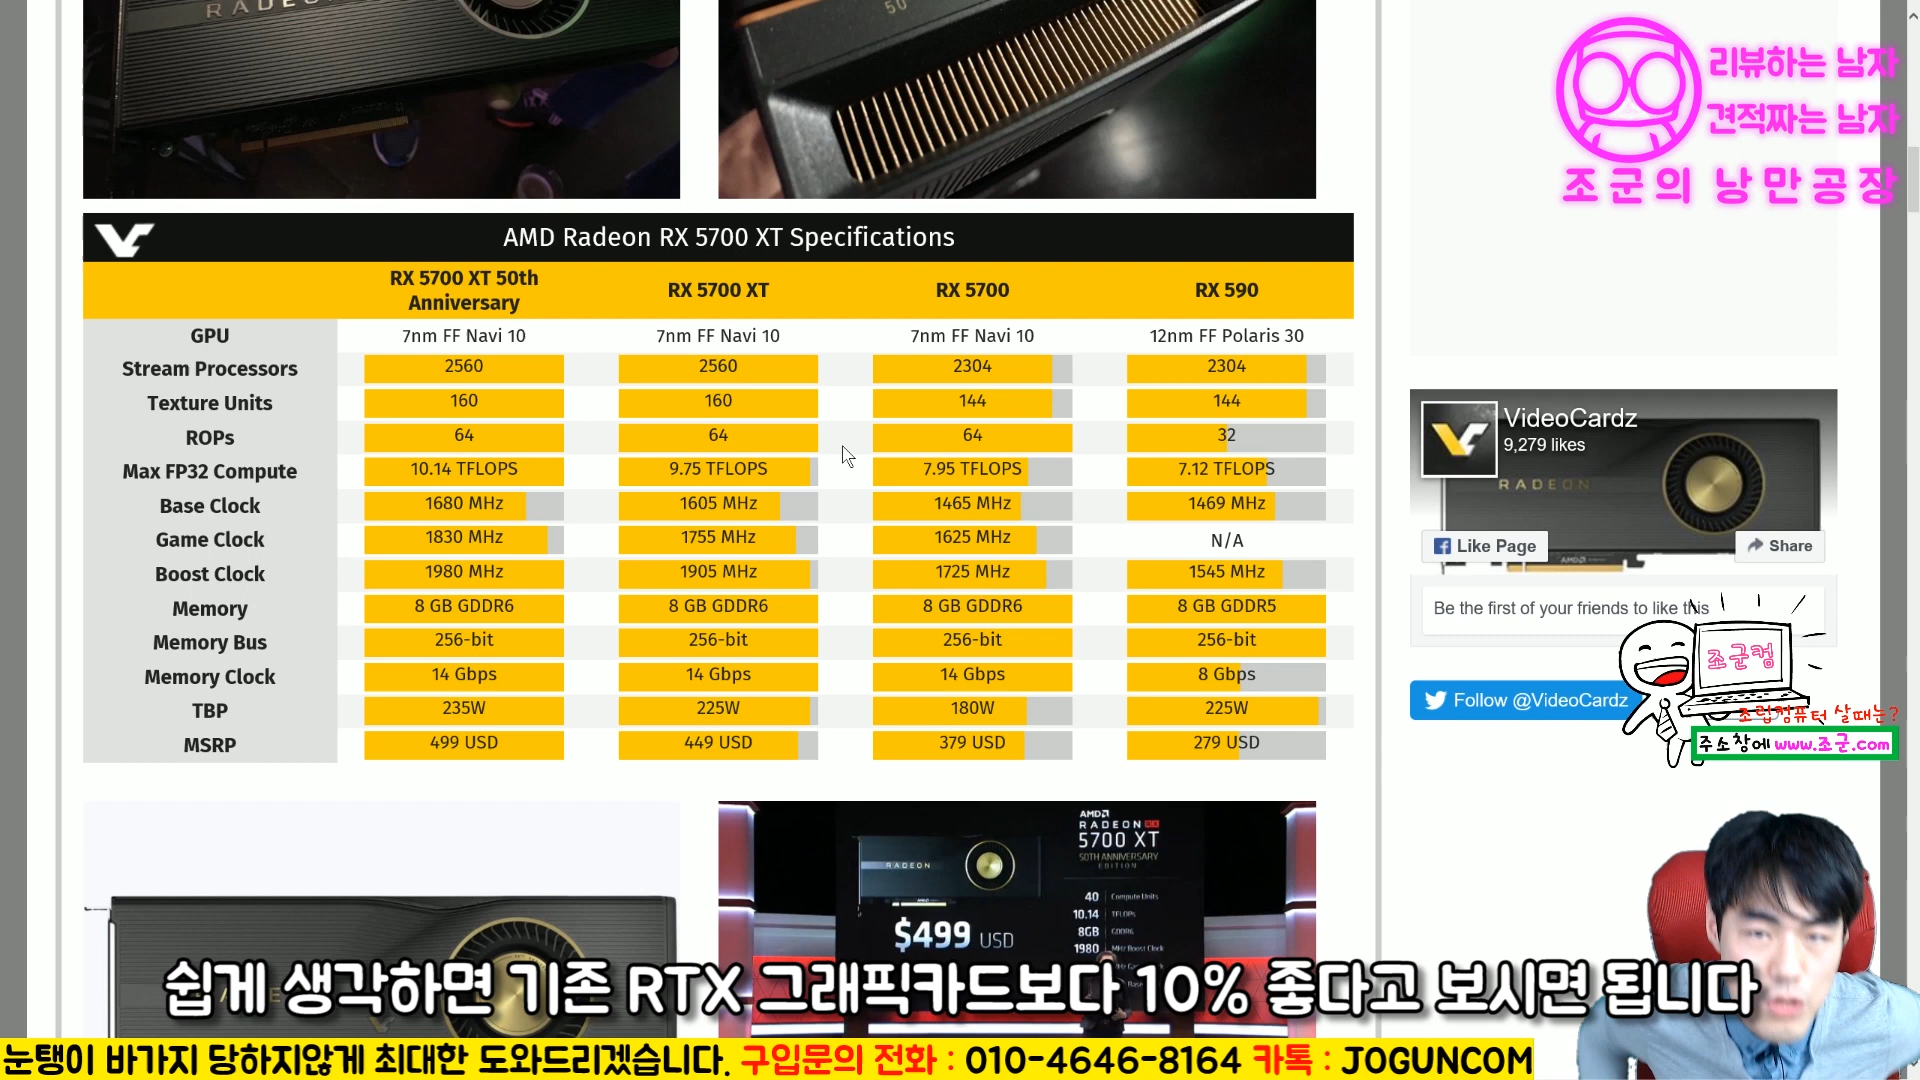 RADEON
50
리뷰하는 남자
견적짜는 남자
조군의 낭만공장
AMD Radeon RX 5700 XT Specifications
RX 5700 XT 50th Anniversary RX 5700 XT RX 5700 RX 590
GPU 7nm FF Navi 10 7nm FF Navi 10 7nm FF Navi 10 12nm FF Polaris 30
Stream Processors 2560 2560 2304 2304
Texture Units 160 160 144 144
ROPs 64 64 64 32
Max FP32 Compute 10.14 TFLOPS 9.75 TFLOPS 7.95 TFLOPS 7.12 TFLOPS
Base Clock 1680 MHz 1605 MHz 1465 MHz 1469 MHz
Game Clock 1830 MHz 1755 MHz 1625 MHz N/A
Boost Clock 1980 MHz 1905 MHz 1725 MHz 1545 MHz
Memory 8 GB GDDR6 8 GB GDDR6 8 GB GDDR6 8 GB GDDR5
Memory Bus 256-bit 256-bit 256-bit 256-bit
Memory Clock 14 Gbps 14 Gbps 14 Gbps 8 Gbps
TBP 235W 225W 180W 225W
MSRP 499 USD 449 USD 379 USD 279 USD
VideoCardz
9,279 likes
RADEON
Like Page Share
AMD
Be the first of your friends to like this
Follow @VideoCardz
조군컴
조립컴퓨터 살때는?
주소창에 www.조군.com
AMD
RADEON RX
5700 XT
50TH ANNIVERSARY
EDITION
RADEON
40 Compute Units
10.14 TFLOPs
8GB GDDR6
1980 MHz Boost Clock
$499 USD
쉽게 생각하면 기존 RTX 그래픽카드보다 10% 좋다고 보시면 됩니다
눈탱이 바가지 당하지않게 최대한 도와드리겠습니다. 구입문의 전화 : 010-4646-8164 카톡 : JOGUNCOM